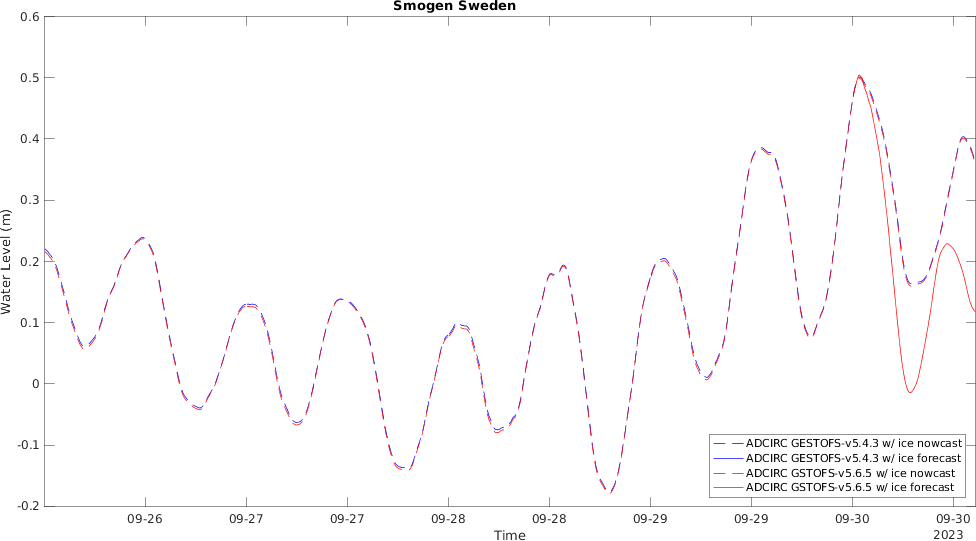 Smogen Sweden
0.6
0.5
0.4
0.3
0.2
0.1
0
-0.1
-0.2
Water Level (m)
09-26 09-27 09-27 09-28 09-28 09-29 09-29 09-30 09-30
2023
Time
ADCIRC GESTOFS-v5.4.3 w/ ice nowcast
ADCIRC GESTOFS-v5.4.3 w/ ice forecast
ADCIRC GSTOFS-v5.6.5 w/ ice nowcast
ADCIRC GSTOFS-v5.6.5 w/ ice forecast